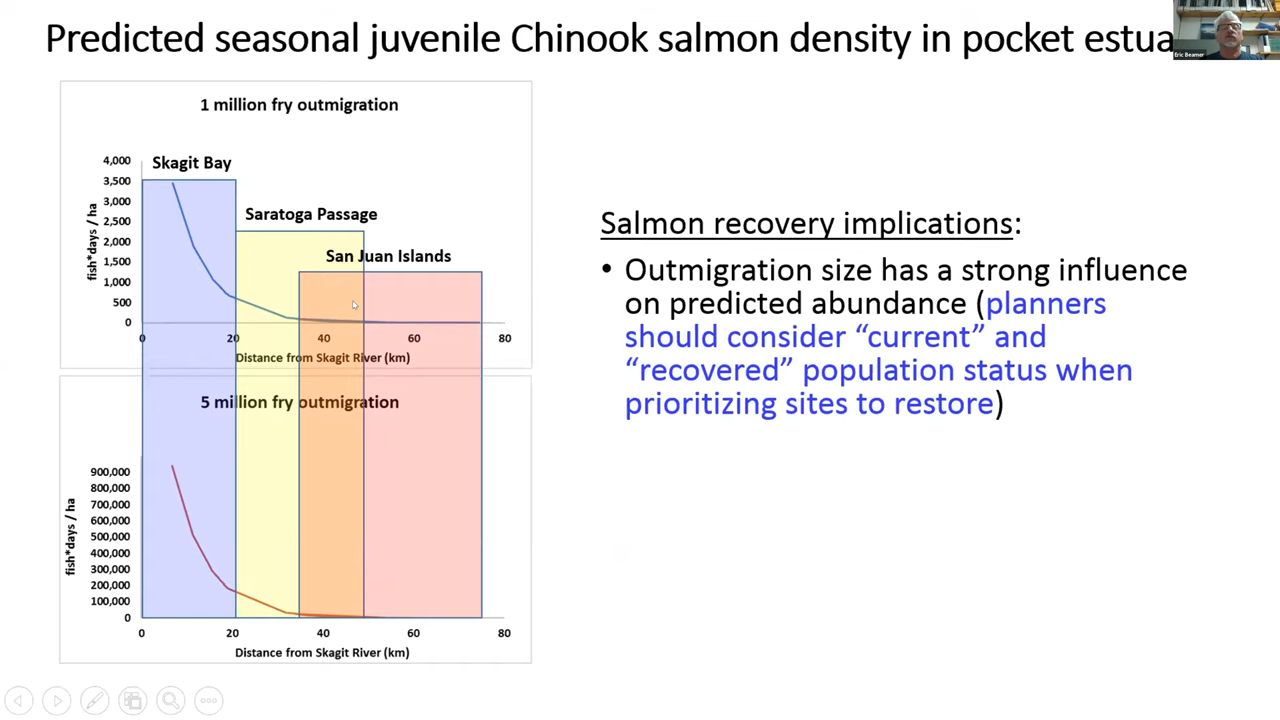 Predicted seasonal juvenile Chinook salmon density in pocket estua
Eric Beamer
1 million fry outmigration
4,000
3,500
3,000
2,500
2,000
1,500
1,000
500
0
fish*days / ha
Skagit Bay
Saratoga Passage
San Juan Islands
0 20 40 60 80
Distance from Skagit River (km)
5 million fry outmigration
900,000
800,000
700,000
600,000
500,000
400,000
300,000
200,000
100,000
0
fish*days / ha
0 20 40 60 80
Distance from Skagit River (km)
Salmon recovery implications:
• Outmigration size has a strong influence
on predicted abundance (planners
should consider “current” and
“recovered” population status when
prioritizing sites to restore)